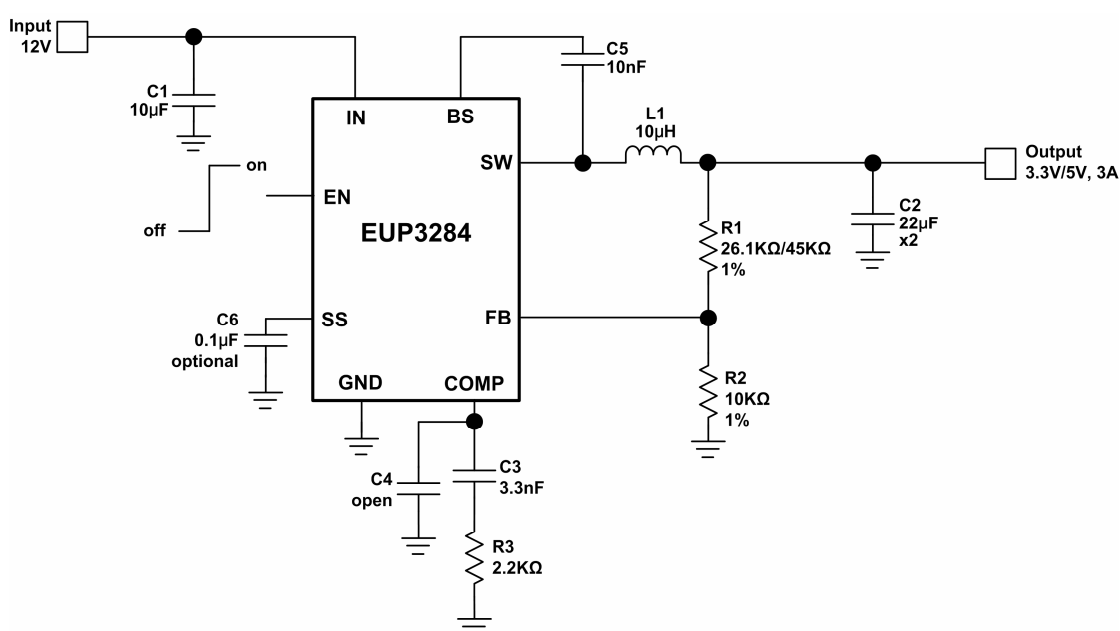 Input
12V
C1
10µF
IN
BS
C5
10nF
L1
10µH
SW
Output
3.3V/5V, 3A
on
off
EN
EUP3284
R1
26.1KΩ/45KΩ
1%
C2
22µF
x2
C6
0.1µF
optional
SS
FB
GND
COMP
R2
10KΩ
1%
C4
open
C3
3.3nF
R3
2.2KΩ